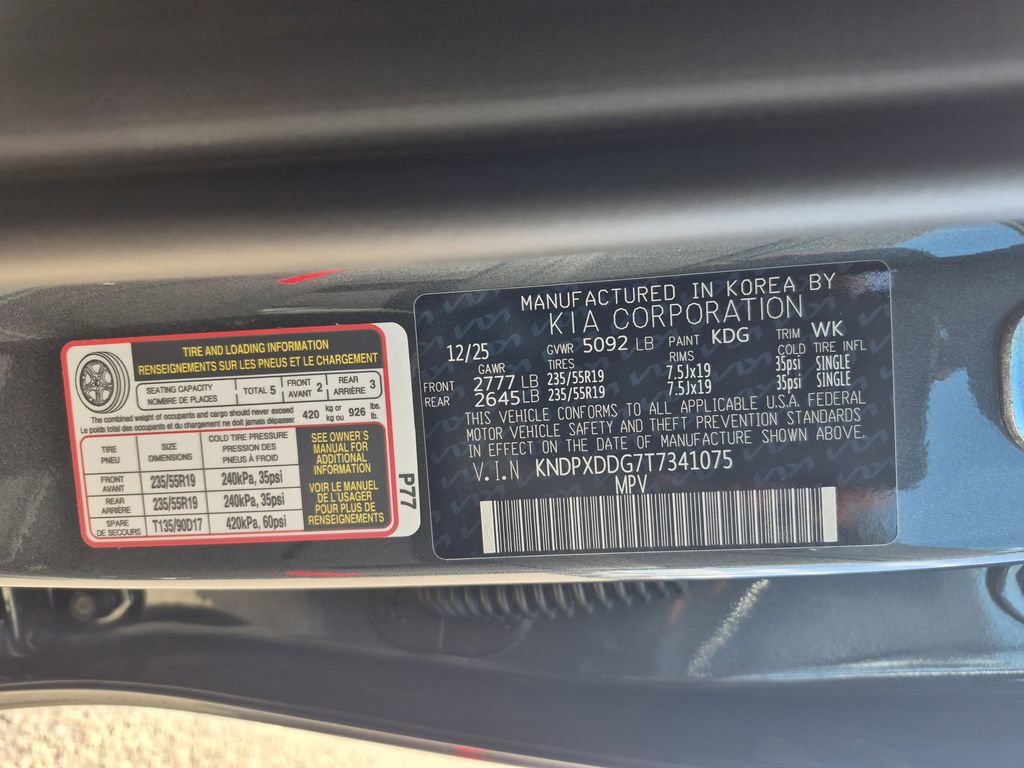 TIRE AND LOADING INFORMATION
RENSEIGNEMENTS SUR LES PNEUS ET LE CHARGEMENT
SEATING CAPACITY
NOMBRE DE PLACES
TOTAL 5
FRONT
AVANT 2
REAR
ARRIÈRE 3
The combined weight of occupants and cargo should never exceed
Le poids total des occupants et du chargement ne doit jamais dépasser
420 kg or
kg ou 926 lbs.
lb.
TIRE
PNEU
SIZE
DIMENSIONS
COLD TIRE PRESSURE
PRESSION DES
PNEUS À FROID
FRONT
AVANT
235/55R19
240kPa, 35psi
REAR
ARRIÈRE
235/55R19
240kPa, 35psi
SPARE
DE SECOURS
T135/90D17
420kPa, 60psi
SEE OWNER'S
MANUAL FOR
ADDITIONAL
INFORMATION
VOIR LE MANUEL
DE L'USAGER
POUR PLUS DE
RENSEIGNEMENTS
P77
MANUFACTURED IN KOREA BY
KIA CORPORATION
12/25 GVWR 5092 LB PAINT KDG TRIM WK
GAWR TIRES RIMS COLD TIRE INFL
FRONT 2777 LB 235/55R19 7.5Jx19 35psi SINGLE
REAR 2645 LB 235/55R19 7.5Jx19 35psi SINGLE
THIS VEHICLE CONFORMS TO ALL APPLICABLE U.S.A. FEDERAL
MOTOR VEHICLE SAFETY AND THEFT PREVENTION STANDARDS
IN EFFECT ON THE DATE OF MANUFACTURE SHOWN ABOVE.
V.I.N KNDPXDDG7T7341075
MPV